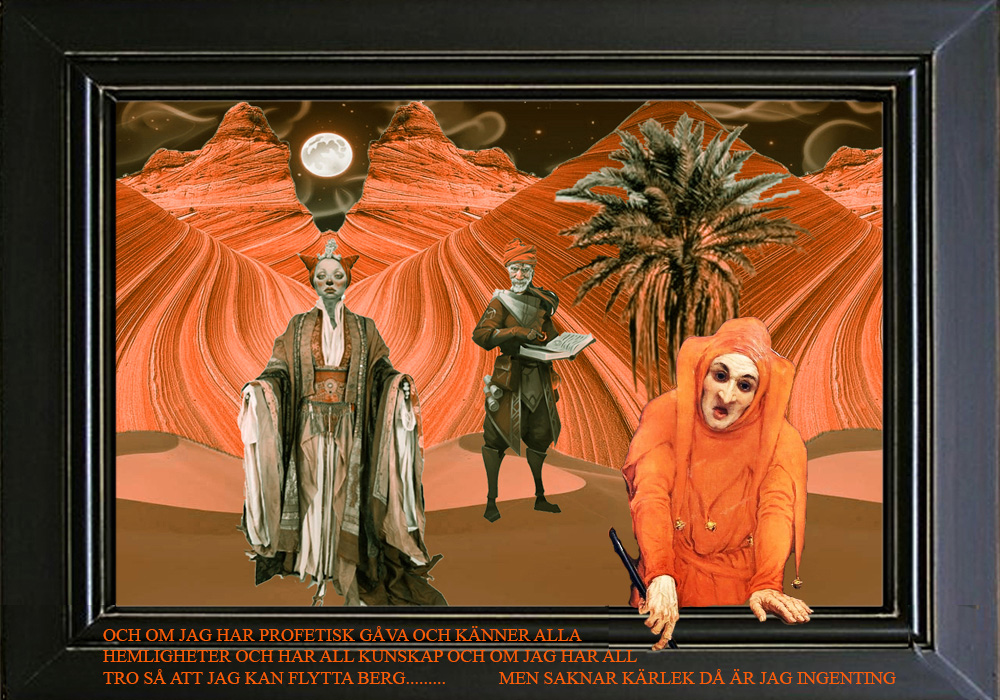 OCH OM JAG HAR PROFETISK GÅVA OCH KÄNNER ALLA
HEMLIGHETER OCH HAR ALL KUNSKAP OCH OM JAG HAR ALL
TRO SÅ ATT JAG KAN FLYTTA BERG......... MEN SAKNAR KÄRLEK DÅ ÄR JAG INGENTING